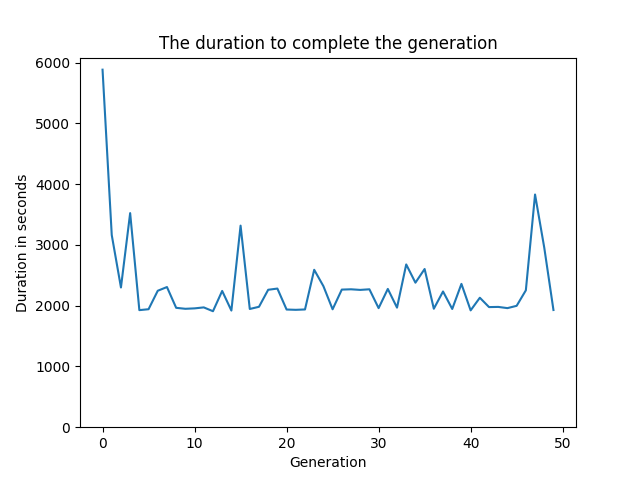 The duration to complete the generation
6000
5000
4000
3000
2000
1000
0
Duration in seconds
0 10 20 30 40 50
Generation